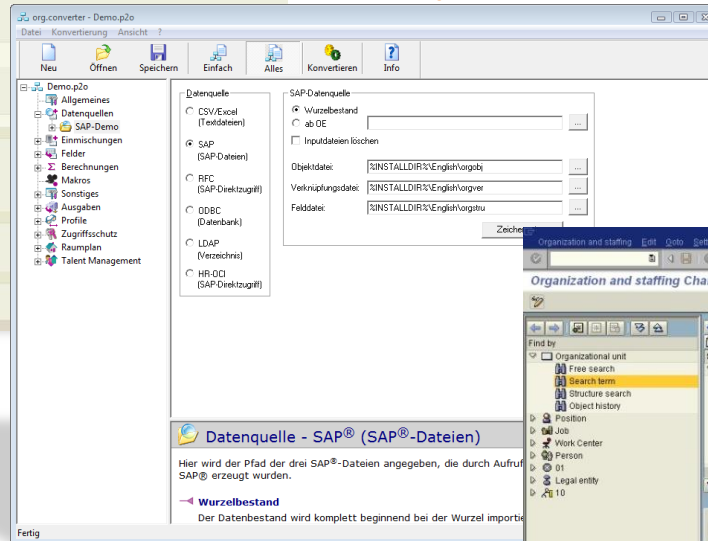 org.converter - Demo.p2o
Datei Konvertierung Ansicht ?
Neu Öffnen Speichern Einfach Alles Konvertieren Info
Demo.p2o
Allgemeines
Datenquellen
SAP-Demo
Einmischungen
Felder
Σ Berechnungen
Makros
Sonstiges
Ausgaben
Profile
Zugriffsschutz
Raumplan
Talent Management
Datenquelle
CSV/Excel
(Textdateien)
SAP
(SAP-Dateien)
RFC
(SAP-Direktzugriff)
ODBC
(Datenbank)
LDAP
(Verzeichnis)
HR-OCI
(SAP-Direktzugriff)
SAP-Datenquelle
Wurzelbestand
ab OE ...
Inputdateien löschen
Objektdatei: %INSTALLDIR%\English\orgobj ...
Verknüpfungsdatei: %INSTALLDIR%\English\orgver ...
Felddatei: %INSTALLDIR%\English\orgstru ...
Datenquelle - SAP® (SAP®-Dateien)
Hier wird der Pfad der drei SAP®-Dateien angegeben, die durch Aufruf
SAP® erzeugt wurden.
Wurzelbestand
Der Datenbestand wird komplett beginnend bei der Wurzel
Fertig
Organization and staffing Edit Goto
Organization and staffing
Find by
Organizational unit
Free search
Search term
Structure search
Object history
Position
Job
Work Center
Person
01
Legal entity
10